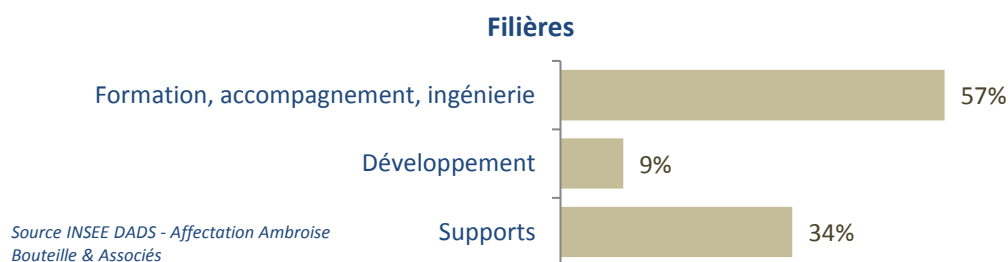 Filières
Formation, accompagnement, ingénierie
57%
Développement
9%
Supports
34%
Source INSEE DADS - Affectation Ambroise
Bouteille & Associés